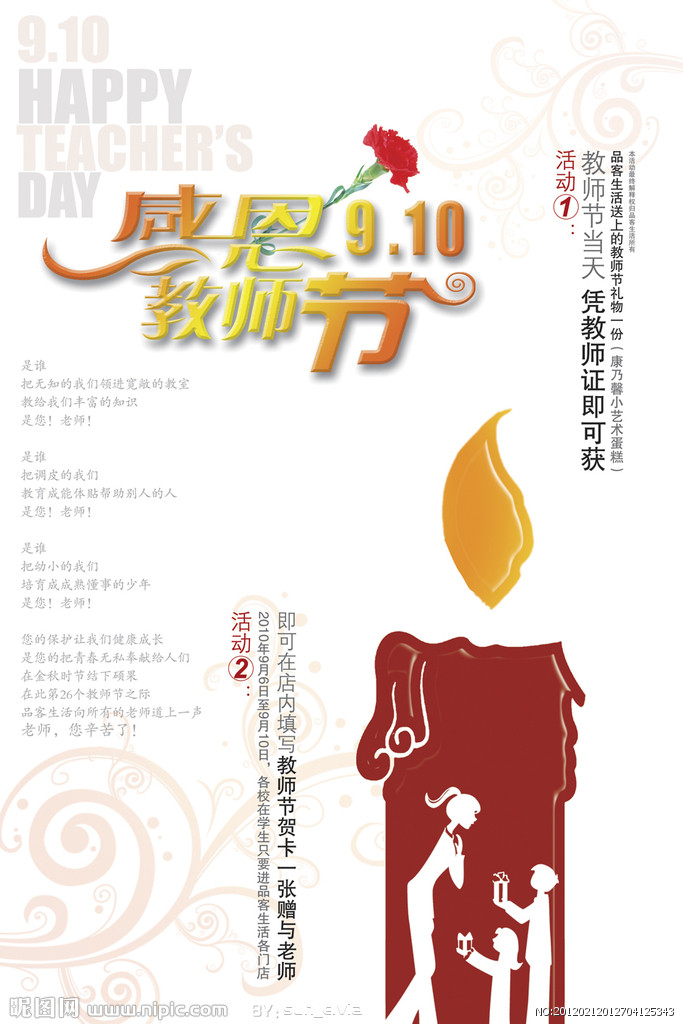 9.10
HAPPY
TEACHER'S
DAY
感恩 9.10
教师节
活动1：
教师节当天 凭教师证即可获
品客生活送上的教师节礼物一份（康乃馨小艺术蛋糕）
本活动最终解释权归品客生活所有
是谁
把无知的我们领进宽敞的教室
教给我们丰富的知识
是您！老师！
是谁
把调皮的我们
教育成能体贴帮助别人的人
是您！老师！
是谁
把幼小的我们
培育成成熟懂事的少年
是您！老师！
您的保护让我们健康成长
是您的把青春无私奉献给人们
在金秋时节结下硕果
在此第26个教师节之际
品客生活向所有的老师道上一声
老师，您辛苦了！
活动2：
2010年9月6日至9月10日，各校在学生只要进品客生活各门店
即可在店内填写教师节贺卡一张赠与老师
昵图网 www.nipic.com
BY: sun_avia
NO:20120212012704125343